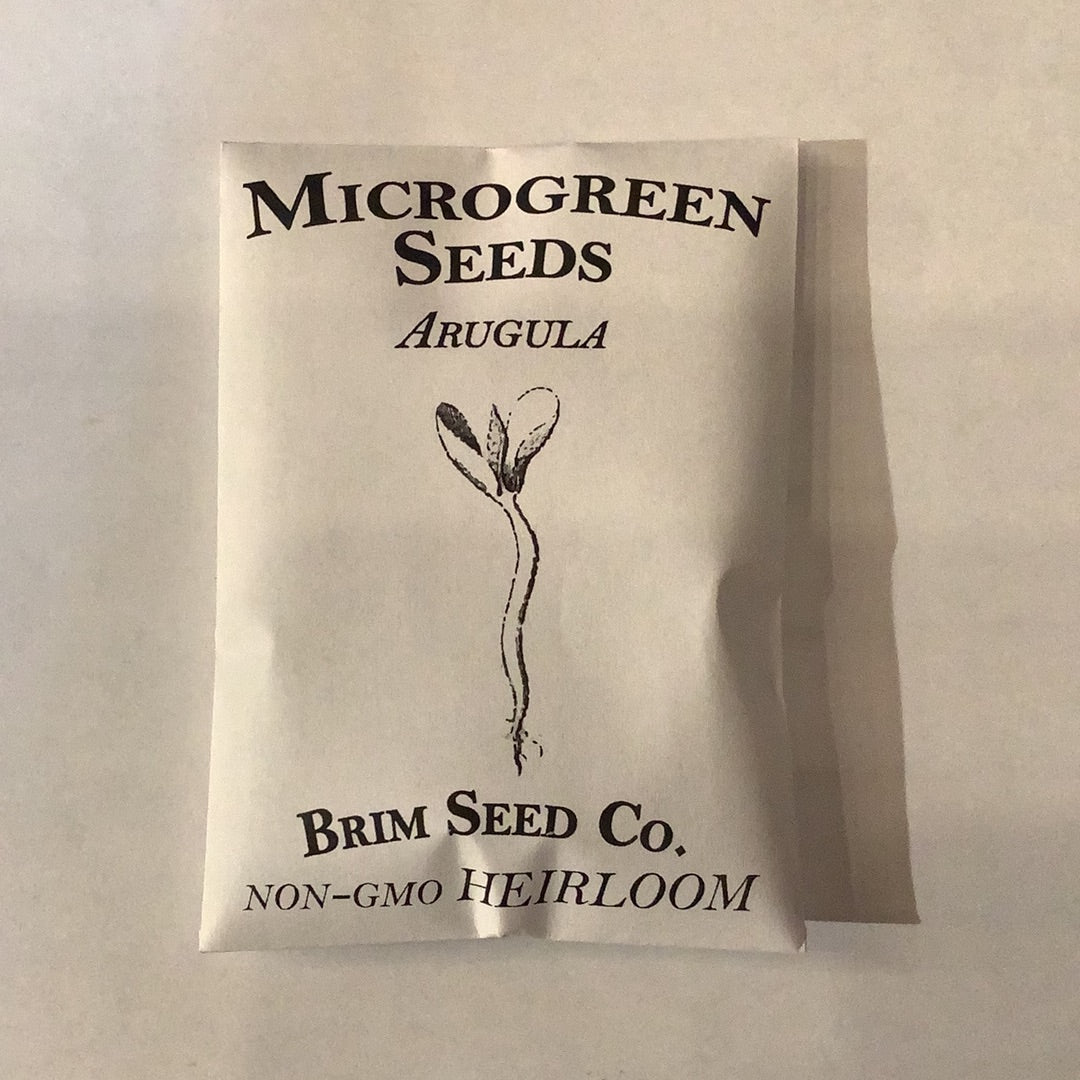 MICROGREEN
SEEDS
ARUGULA
BRIM SEED CO.
NON-GMO HEIRLOOM